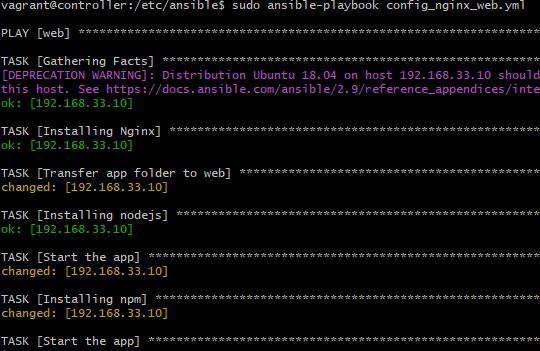 vagrant@controller:/etc/ansible$ sudo ansible-playbook config_nginx_web.yml
PLAY [web] *********************************************************************
TASK [Gathering Facts] *********************************************************
[DEPRECATION WARNING]: Distribution Ubuntu 18.04 on host 192.168.33.10 should
this host. See https://docs.ansible.com/ansible/2.9/reference_appendices/inte
ok: [192.168.33.10]
TASK [Installing Nginx] ********************************************************
ok: [192.168.33.10]
TASK [Transfer app folder to web] **********************************************
changed: [192.168.33.10]
TASK [Installing nodejs] *******************************************************
ok: [192.168.33.10]
TASK [Start the app] ***********************************************************
changed: [192.168.33.10]
TASK [Installing npm] **********************************************************
changed: [192.168.33.10]
TASK [Start the app] ***********************************************************